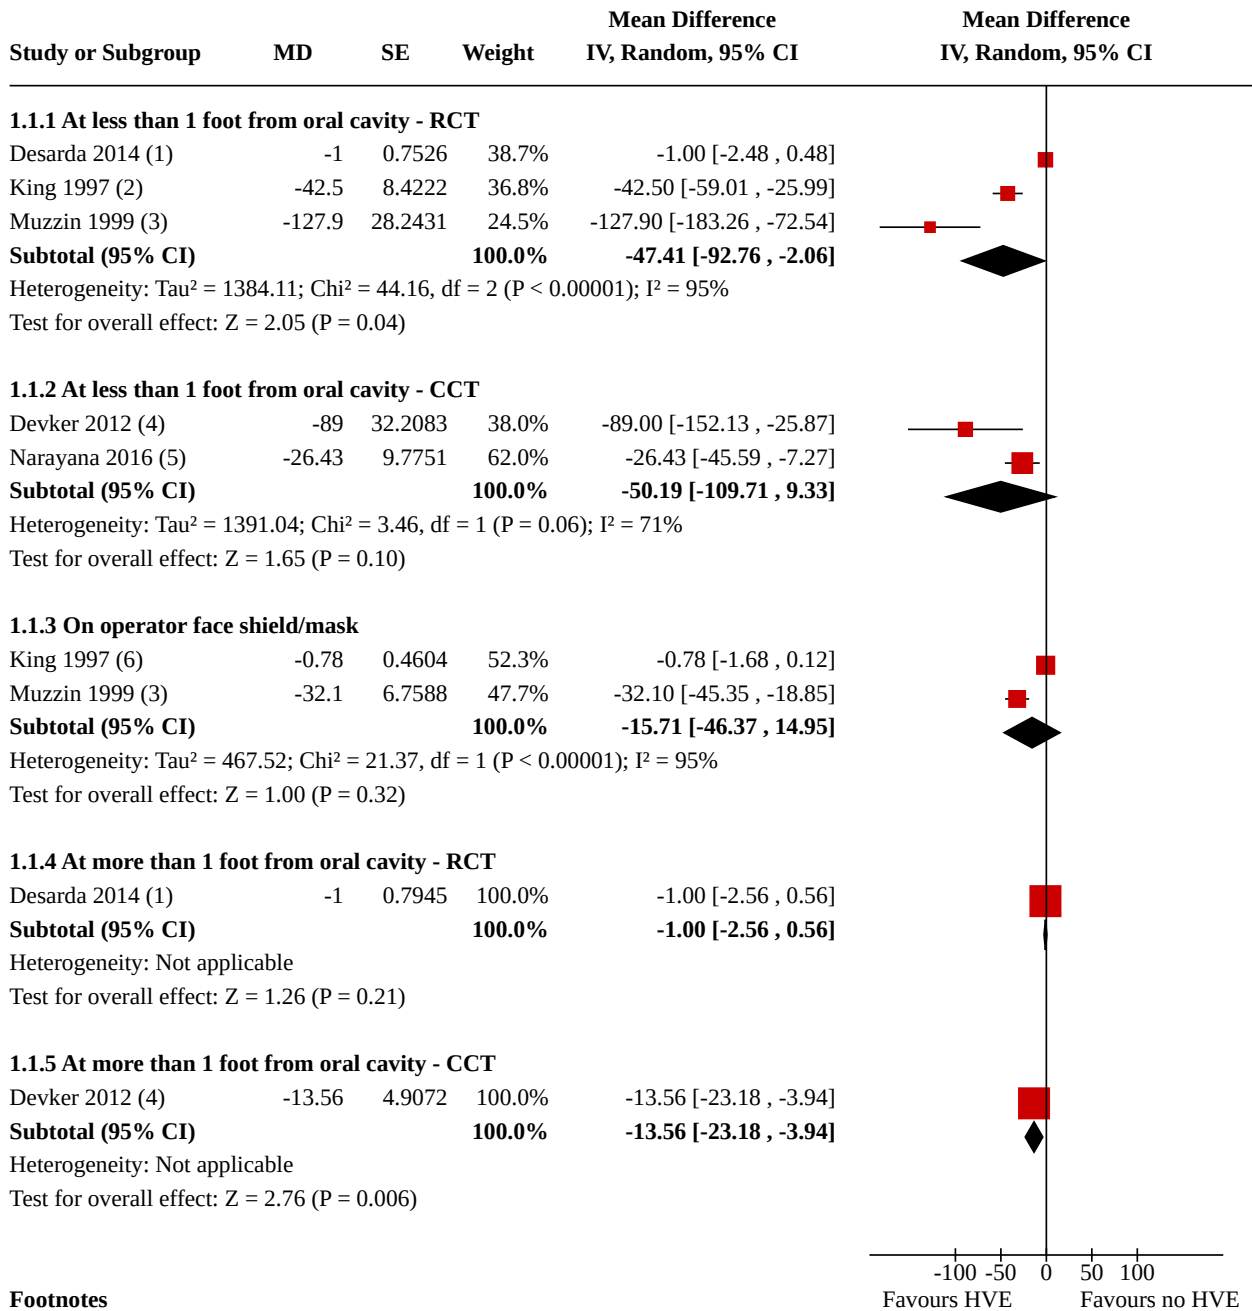 Mean Difference Mean Difference
Study or Subgroup MD SE Weight IV, Random, 95% CI IV, Random, 95% CI
1.1.1 At less than 1 foot from oral cavity - RCT
Desarda 2014 (1) -1 0.7526 38.7% -1.00 [-2.48 , 0.48]
King 1997 (2) -42.5 8.4222 36.8% -42.50 [-59.01 , -25.99]
Muzzin 1999 (3) -127.9 28.2431 24.5% -127.90 [-183.26 , -72.54]
Subtotal (95% CI) 100.0% -47.41 [-92.76 , -2.06]
Heterogeneity: Tau² = 1384.11; Chi² = 44.16, df = 2 (P < 0.00001); I² = 95%
Test for overall effect: Z = 2.05 (P = 0.04)
1.1.2 At less than 1 foot from oral cavity - CCT
Devker 2012 (4) -89 32.2083 38.0% -89.00 [-152.13 , -25.87]
Narayana 2016 (5) -26.43 9.7751 62.0% -26.43 [-45.59 , -7.27]
Subtotal (95% CI) 100.0% -50.19 [-109.71 , 9.33]
Heterogeneity: Tau² = 1391.04; Chi² = 3.46, df = 1 (P = 0.06); I² = 71%
Test for overall effect: Z = 1.65 (P = 0.10)
1.1.3 On operator face shield/mask
King 1997 (6) -0.78 0.4604 52.3% -0.78 [-1.68 , 0.12]
Muzzin 1999 (3) -32.1 6.7588 47.7% -32.10 [-45.35 , -18.85]
Subtotal (95% CI) 100.0% -15.71 [-46.37 , 14.95]
Heterogeneity: Tau² = 467.52; Chi² = 21.37, df = 1 (P < 0.00001); I² = 95%
Test for overall effect: Z = 1.00 (P = 0.32)
1.1.4 At more than 1 foot from oral cavity - RCT
Desarda 2014 (1) -1 0.7945 100.0% -1.00 [-2.56 , 0.56]
Subtotal (95% CI) 100.0% -1.00 [-2.56 , 0.56]
Heterogeneity: Not applicable
Test for overall effect: Z = 1.26 (P = 0.21)
1.1.5 At more than 1 foot from oral cavity - CCT
Devker 2012 (4) -13.56 4.9072 100.0% -13.56 [-23.18 , -3.94]
Subtotal (95% CI) 100.0% -13.56 [-23.18 , -3.94]
Heterogeneity: Not applicable
Test for overall effect: Z = 2.76 (P = 0.006)
-100 -50 0 50 100
Footnotes Favours HVE Favours no HVE